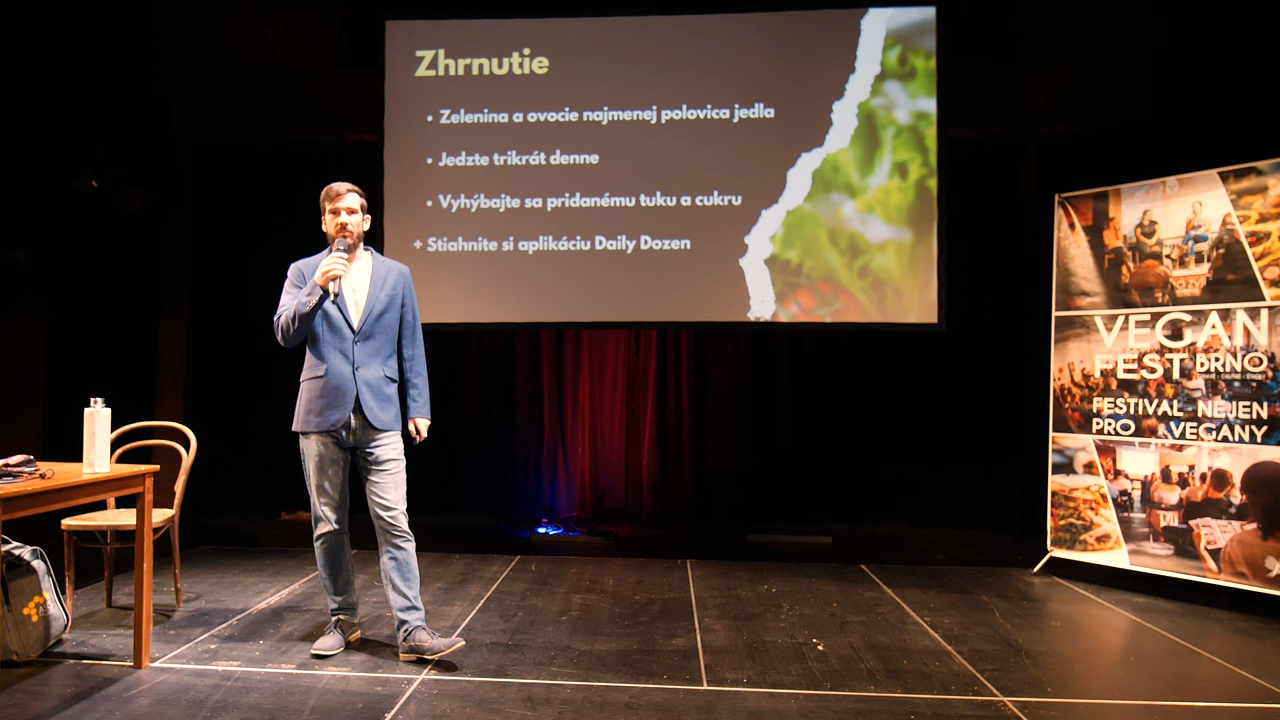 Zhrnutie
• Zelenina a ovocie najmenej polovica jedla
• Jedzte trikrát denne
• Vyhýbajte sa pridanému tuku a cukru
+ Stiahnite si aplikáciu Daily Dozen
VEGAN
FEST BRNO
FESTIVAL NEJEN
PRO VEGANY